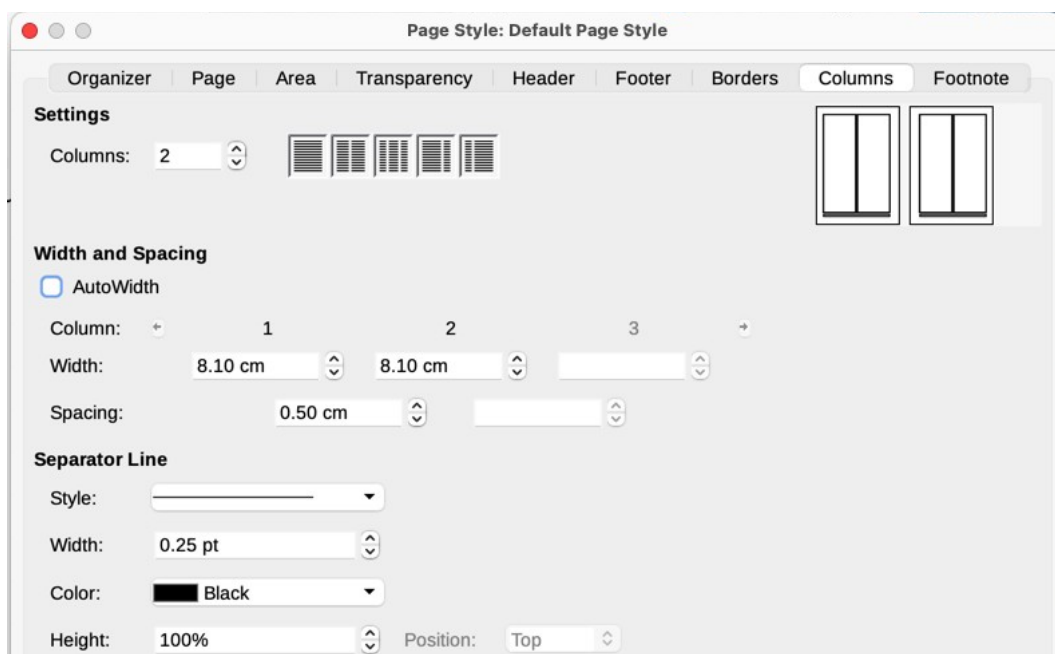 Page Style: Default Page Style
Organizer Page Area Transparency Header Footer Borders Columns Footnote
Settings
Columns: 2
Width and Spacing
AutoWidth
Column: 1 2 3
Width: 8.10 cm 8.10 cm
Spacing: 0.50 cm
Separator Line
Style:
Width: 0.25 pt
Color: Black
Height: 100% Position: Top